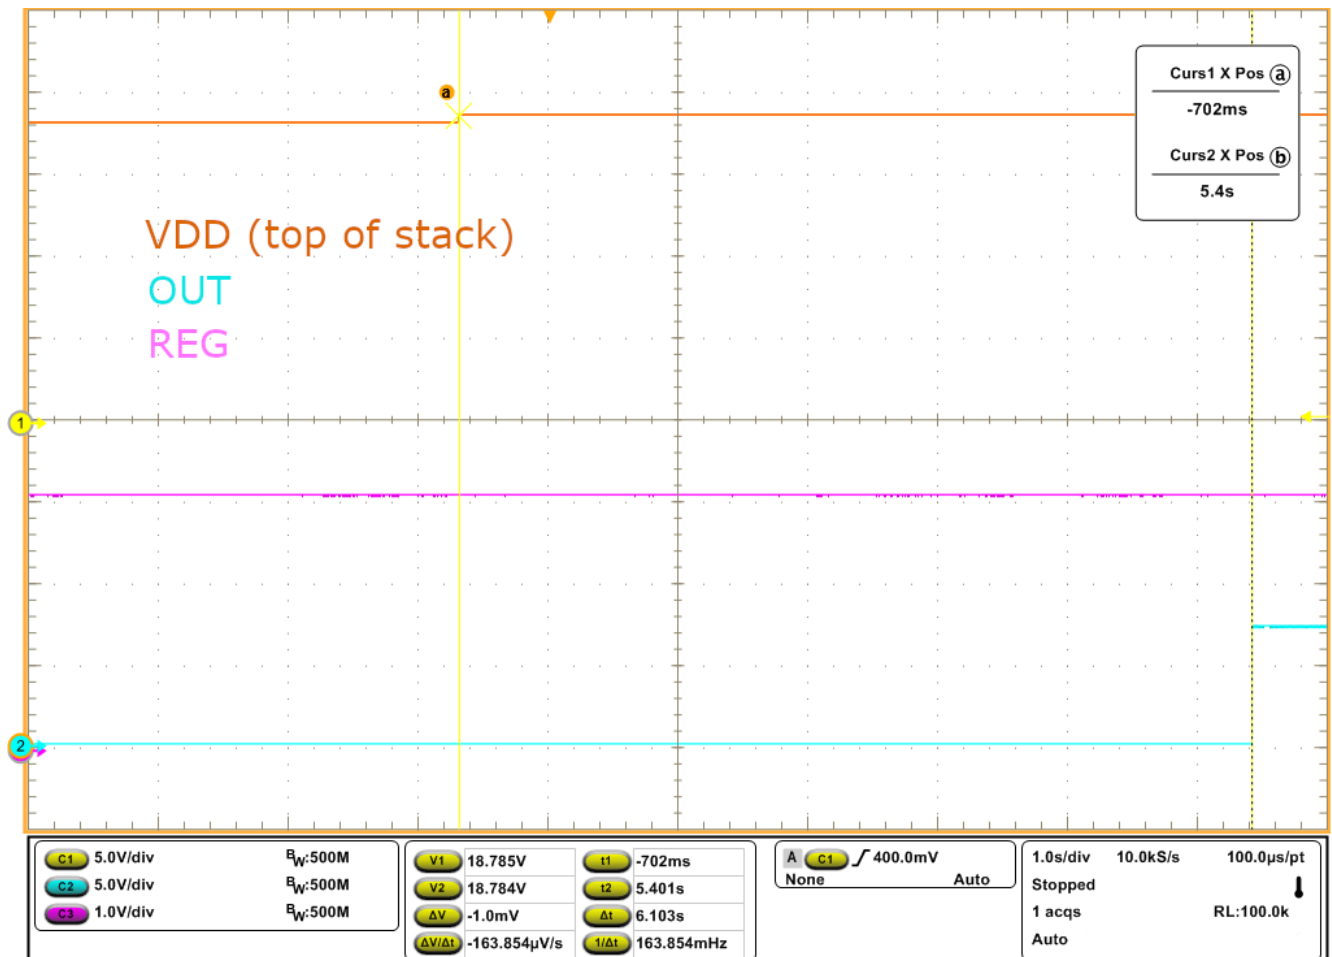 a
Curs1 X Pos a
-702ms
Curs2 X Pos b
5.4s
VDD (top of stack)
OUT
REG
1
2
C1 5.0V/div BW:500M
C2 5.0V/div BW:500M
C3 1.0V/div BW:500M
V1 18.785V t1 -702ms
V2 18.784V t2 5.401s
ΔV -1.0mV Δt 6.103s
ΔV/Δt -163.854µV/s 1/Δt 163.854mHz
A C1 400.0mV
None Auto
1.0s/div 10.0kS/s 100.0µs/pt
Stopped
1 acqs RL:100.0k
Auto